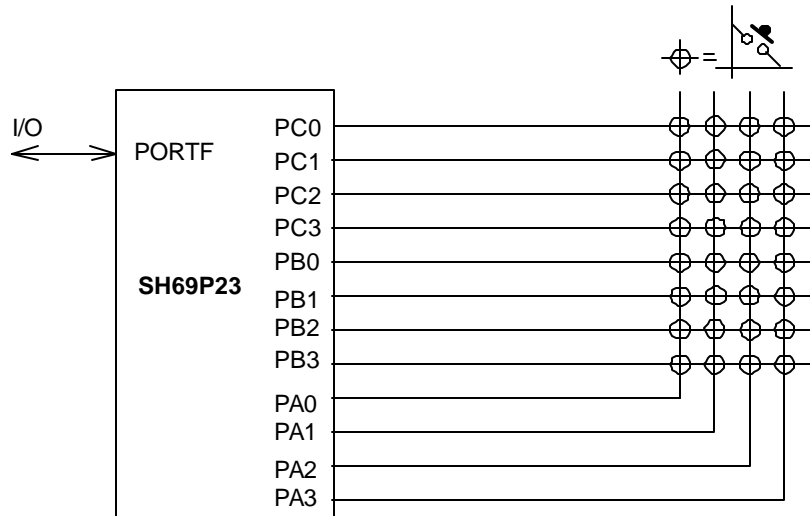 =
I/O
PORTF
SH69P23
PC0
PC1
PC2
PC3
PB0
PB1
PB2
PB3
PA0
PA1
PA2
PA3